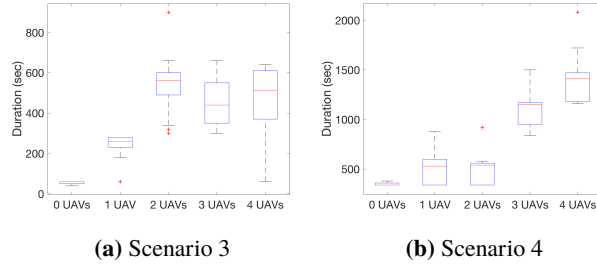 800
600
400
200
0
Duration (sec)
0 UAVs 1 UAV 2 UAVs 3 UAVs 4 UAVs
(a) Scenario 3
2000
1500
1000
500
Duration (sec)
0 UAVs 1 UAV 2 UAVs 3 UAVs 4 UAVs
(b) Scenario 4